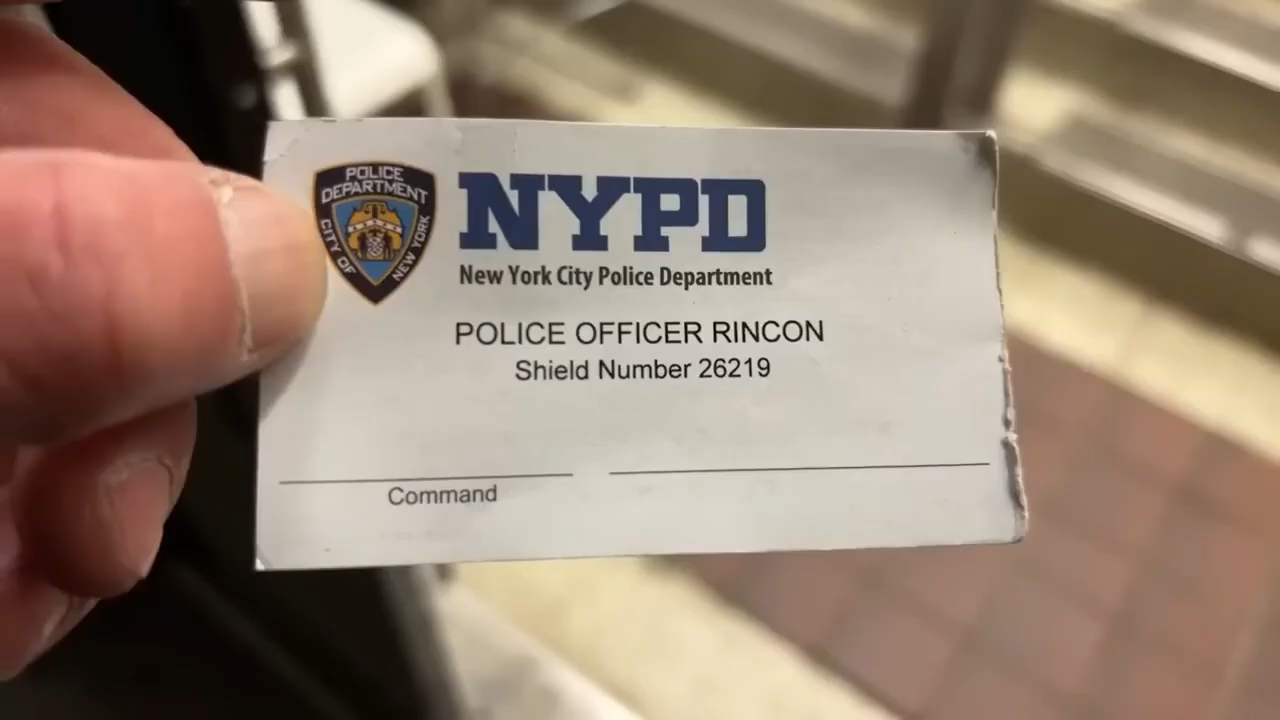 POLICE
DEPARTMENT
CITY OF
NEW YORK
NYPD
New York City Police Department
POLICE OFFICER RINCON
Shield Number 26219
Command